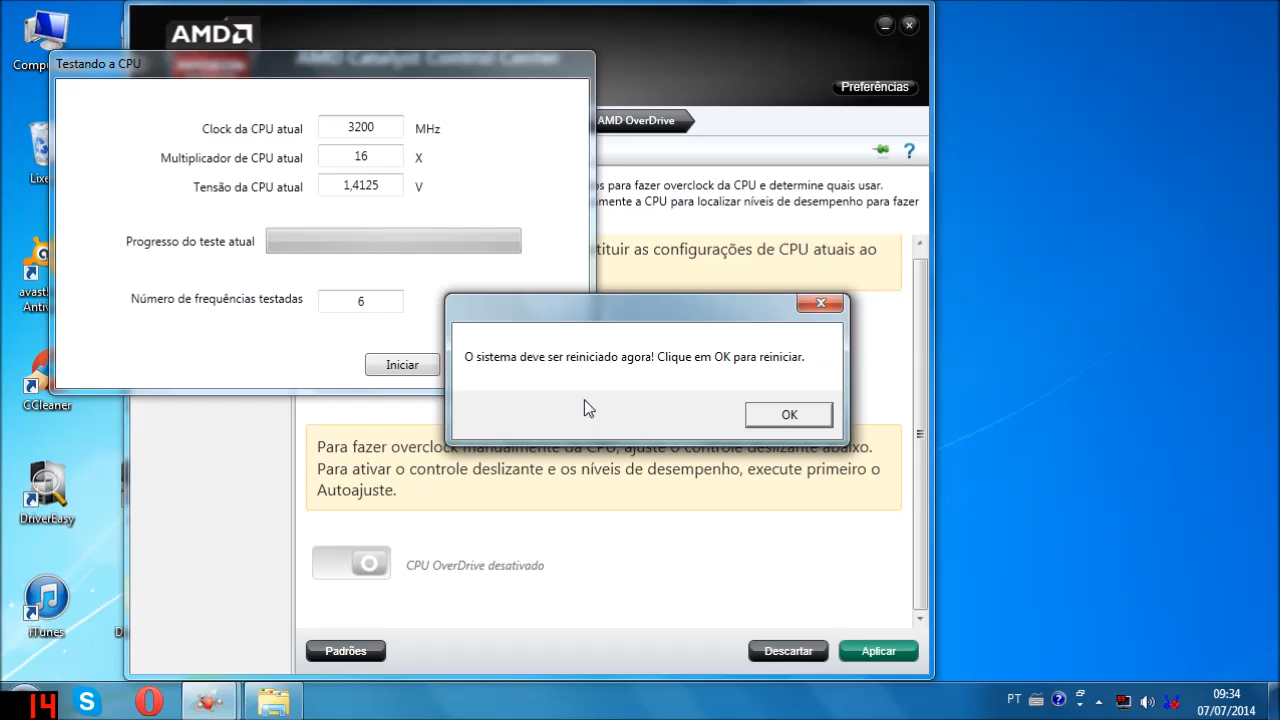 AMD
AMD Catalyst Control Center
Preferências
Testando a CPU
Clock da CPU atual 3200 MHz
Multiplicador de CPU atual 16 X
Tensão da CPU atual 1,4125 V
Progresso do teste atual
Número de frequências testadas 6
Iniciar
AMD OverDrive
?
os para fazer overclock da CPU e determine quais usar.
amente a CPU para localizar níveis de desempenho para fazer
tituir as configurações de CPU atuais ao
O sistema deve ser reiniciado agora! Clique em OK para reiniciar.
OK
Para fazer overclock manualmente da CPU, ajuste o controle deslizante abaixo.
Para ativar o controle deslizante e os níveis de desempenho, execute primeiro o
Autoajuste.
CPU OverDrive desativado
Padrões
Descartar
Aplicar
Comp
Lixe
avast
Antiv
CCleaner
DriverEasy
iTunes
D
14
PT
09:34
07/07/2014